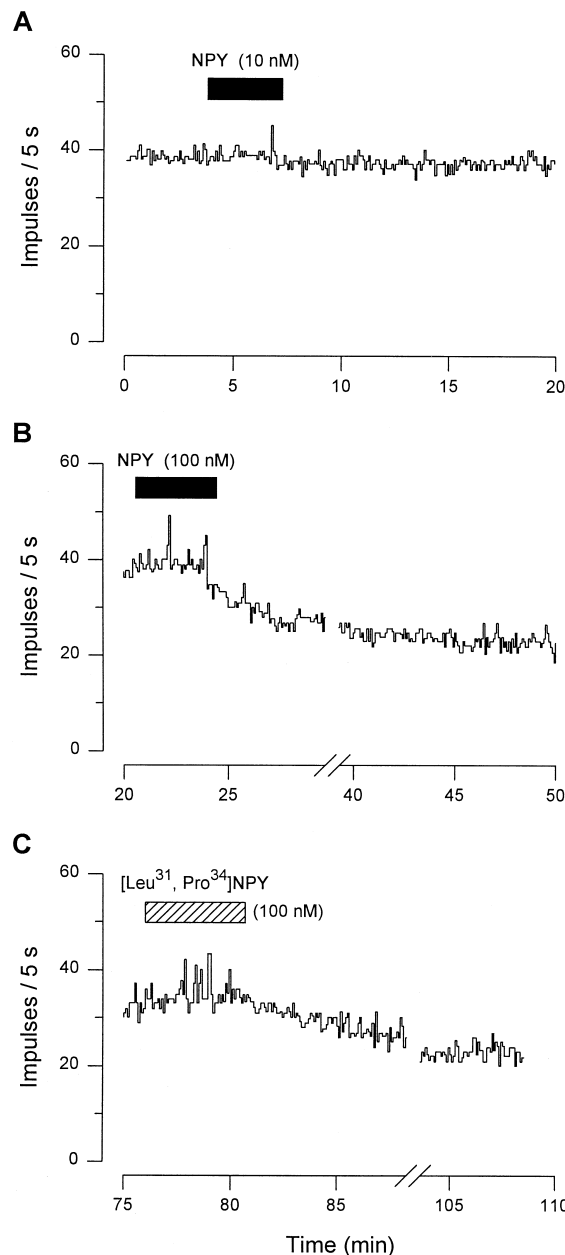 A
60
NPY (10 nM)
40
20
0
Impulses / 5 s
0 5 10 15 20
B
60
NPY (100 nM)
40
20
0
Impulses / 5 s
20 25 40 45 50
C
60
[Leu31, Pro34]NPY
(100 nM)
40
20
0
Impulses / 5 s
75 80 85 105 110
Time (min)